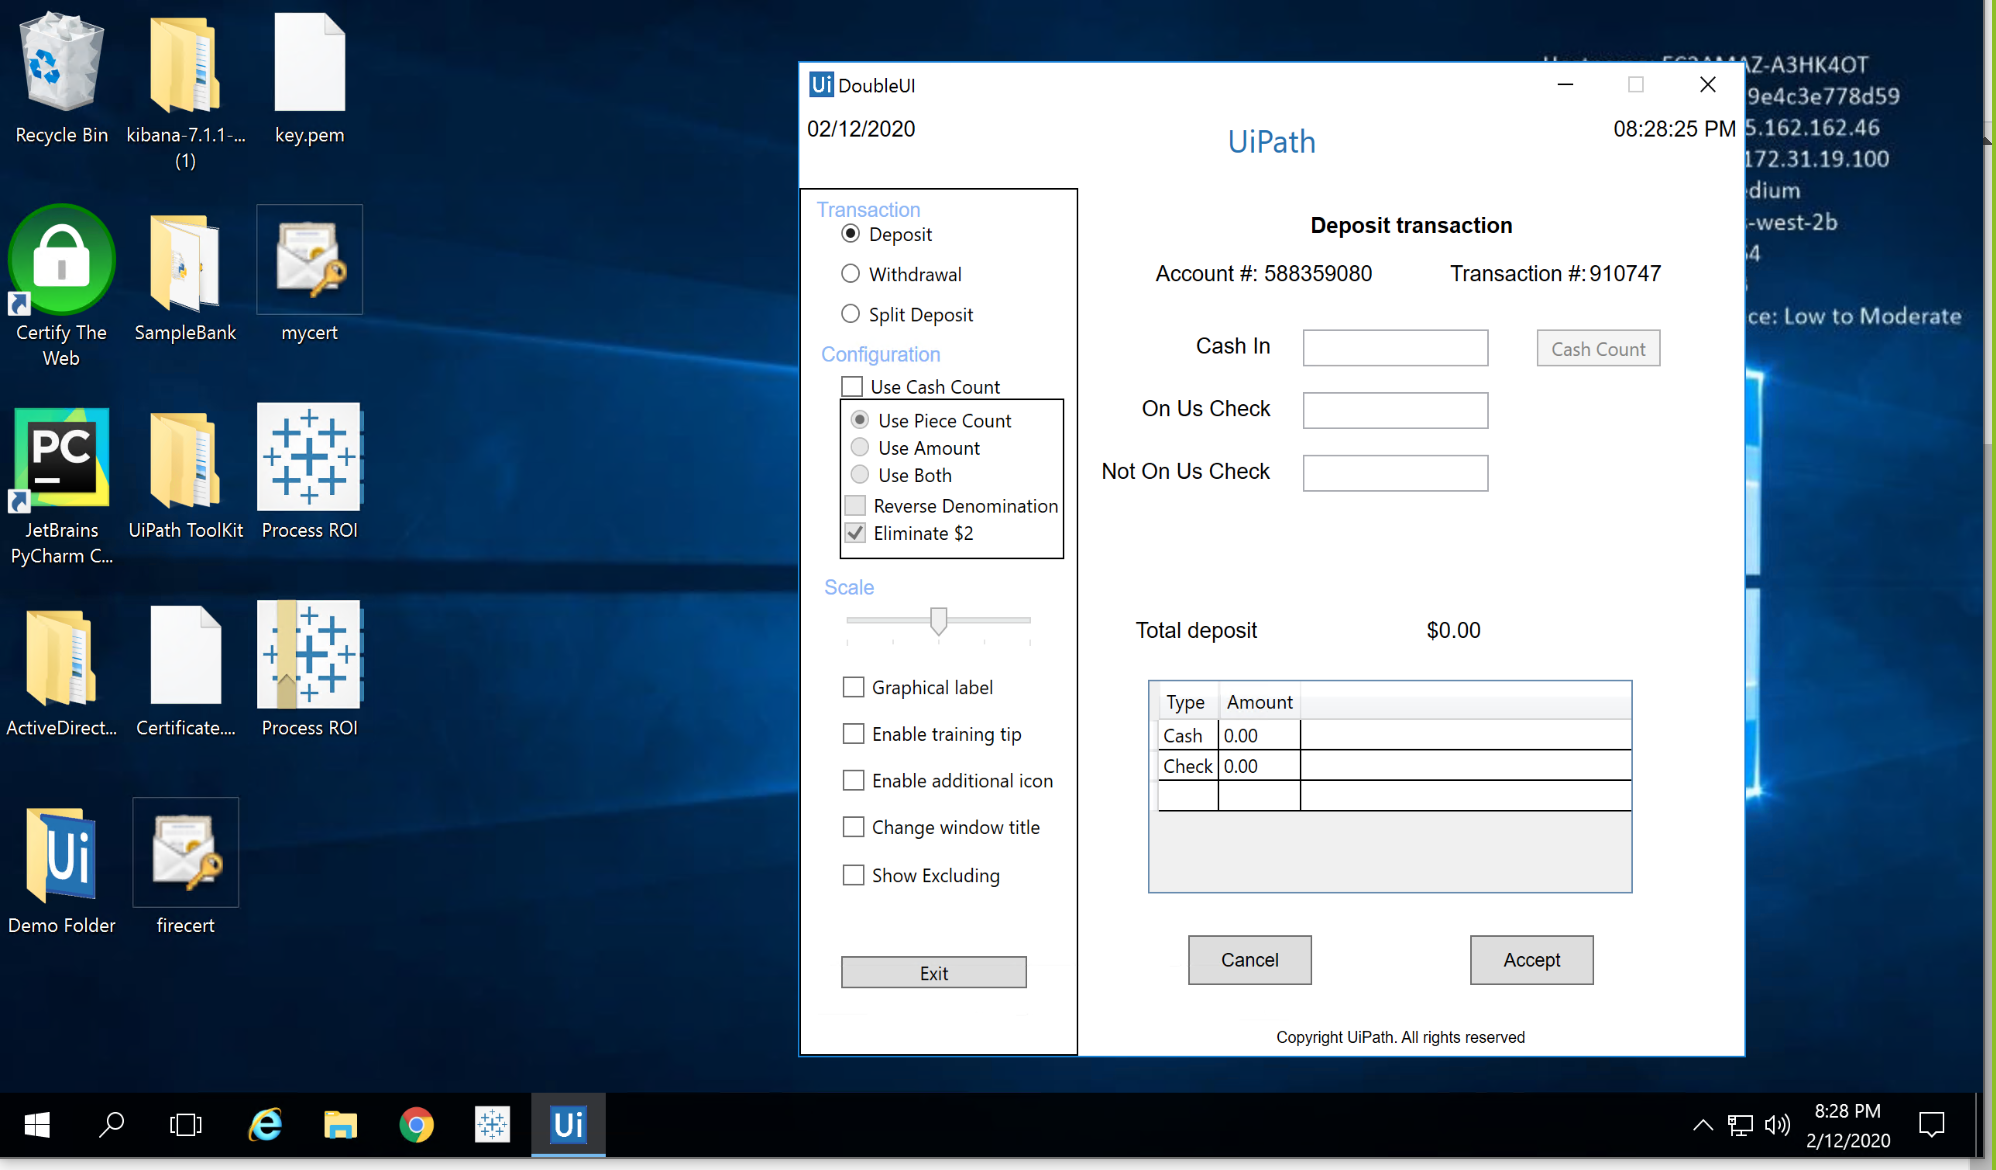 Recycle Bin
kibana-7.1.1-...
(1)
key.pem
Certify The
Web
SampleBank
mycert
PC
JetBrains
PyCharm C...
UiPath ToolKit
Process ROI
ActiveDirect...
Certificate....
Process ROI
Ui
Demo Folder
firecert
AZ-A3HK4OT
9e4c3e778d59
5.162.162.46
172.31.19.100
edium
-west-2b
ce: Low to Moderate
Ui DoubleUI
02/12/2020
UiPath
08:28:25 PM
Transaction
Deposit
Withdrawal
Split Deposit
Configuration
Use Cash Count
Use Piece Count
Use Amount
Use Both
Reverse Denomination
Eliminate $2
Scale
Graphical label
Enable training tip
Enable additional icon
Change window title
Show Excluding
Exit
Deposit transaction
Account #: 588359080 Transaction #: 910747
Cash In
Cash Count
On Us Check
Not On Us Check
Total deposit $0.00
Type Amount
Cash 0.00
Check 0.00
Cancel Accept
Copyright UiPath. All rights reserved
Ui
8:28 PM
2/12/2020